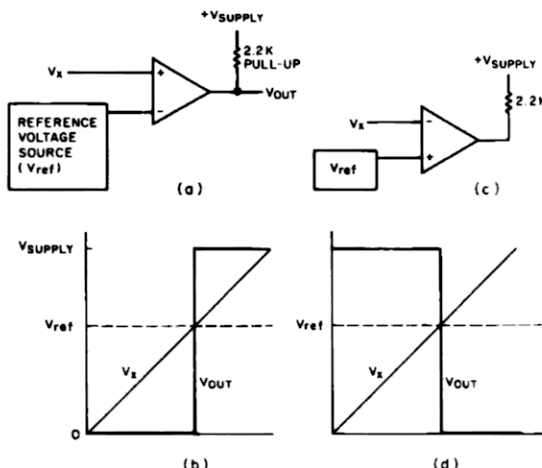 +VSUPPLY
2.2K
PULL-UP
Vx
+
-
VOUT
REFERENCE
VOLTAGE
SOURCE
(Vref)
(a)
+VSUPPLY
2.2K
Vx
-
+
Vref
(c)
VSUPPLY
Vref
Vx
VOUT
0
(b)
Vref
Vx
VOUT
(d)